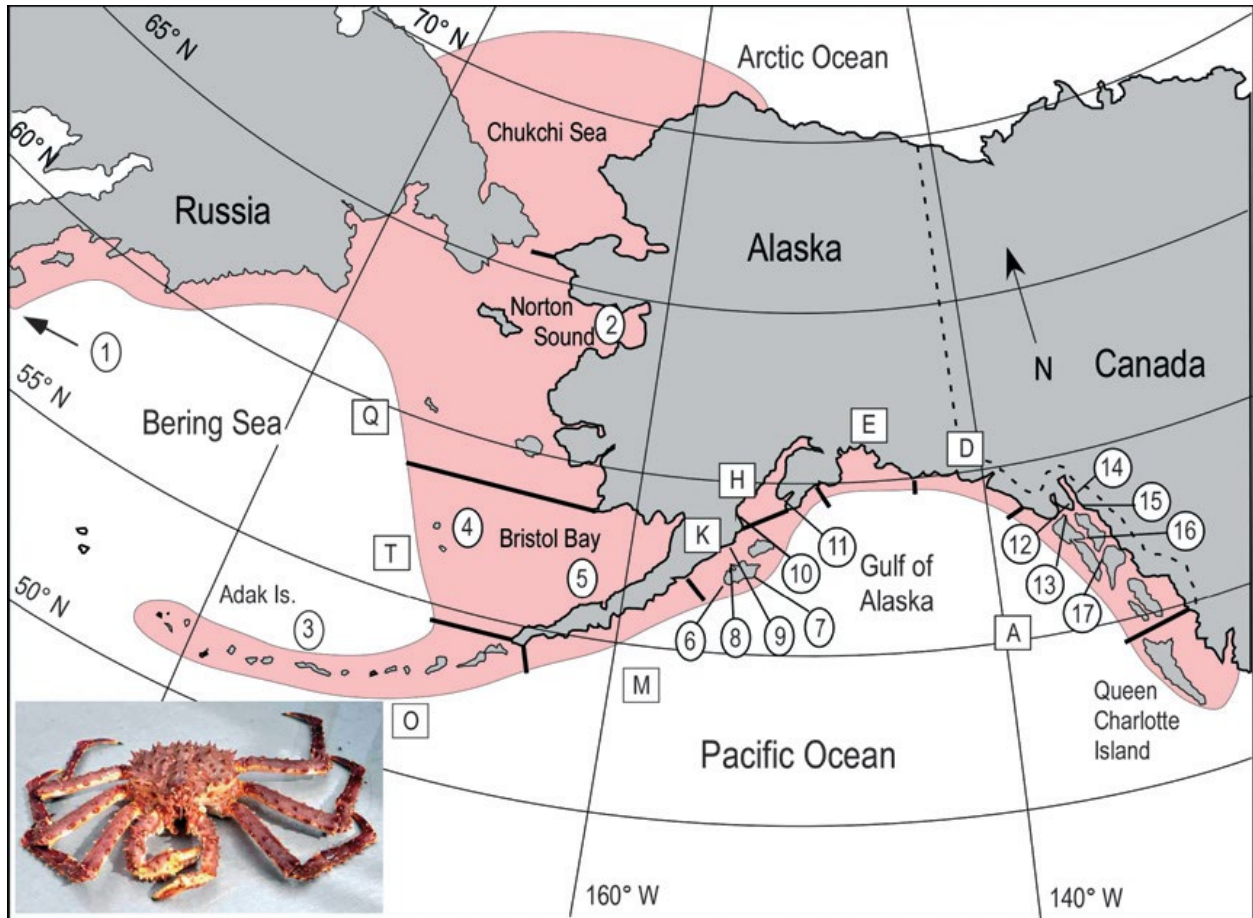 70° N
65° N
Arctic Ocean
Chukchi Sea
60° N
Russia
Alaska
Norton
Sound
2
1
N
Canada
55° N
Bering Sea
Q
E
D
H
14
15
4
Bristol Bay
K
16
T
5
12
11
10
Gulf of
Alaska
13
50° N
Adak Is.
3
6
8
9
7
A
17
M
O
Queen
Charlotte
Island
Pacific Ocean
160° W
140° W